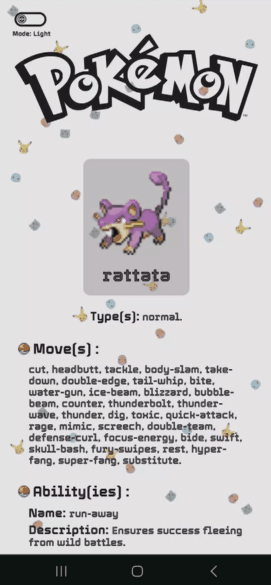 Mode: Light
POKéMON
rattata
Type(s): normal.
Move(s) :
cut, headbutt, tackle, body-slam, take-
down, double-edge, tail-whip, bite,
water-gun, ice-beam, blizzard, bubble-
beam, counter, thunderbolt, thunder-
wave, thunder, dig, toxic, quick-attack,
rage, mimic, screech, double-team,
defense-curl, focus-energy, bide, swift,
skull-bash, fury-swipes, rest, hyper-
fang, super-fang, substitute.
Ability(ies) :
Name: run-away
Description: Ensures success fleeing
from wild battles.